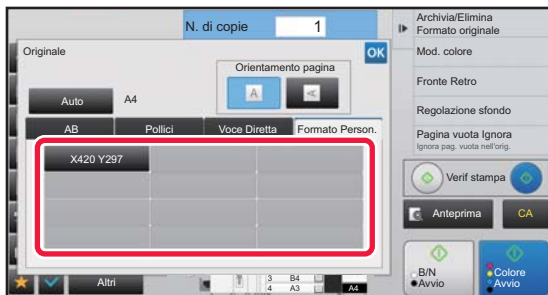 N. di copie 1
Archivia/Elimina
Formato originale
Originale
OK
Mod. colore
Orientamento pagina
A A
Fronte Retro
Auto A4
Regolazione sfondo
AB Pollici Voce Diretta Formato Person.
Pagina vuota Ignora
Ignora pag. vuota nell'orig.
X420 Y297
Verif stampa
Anteprima CA
Altri
3 B4
4 A3 A4
B/N
Avvio
Colore
Avvio